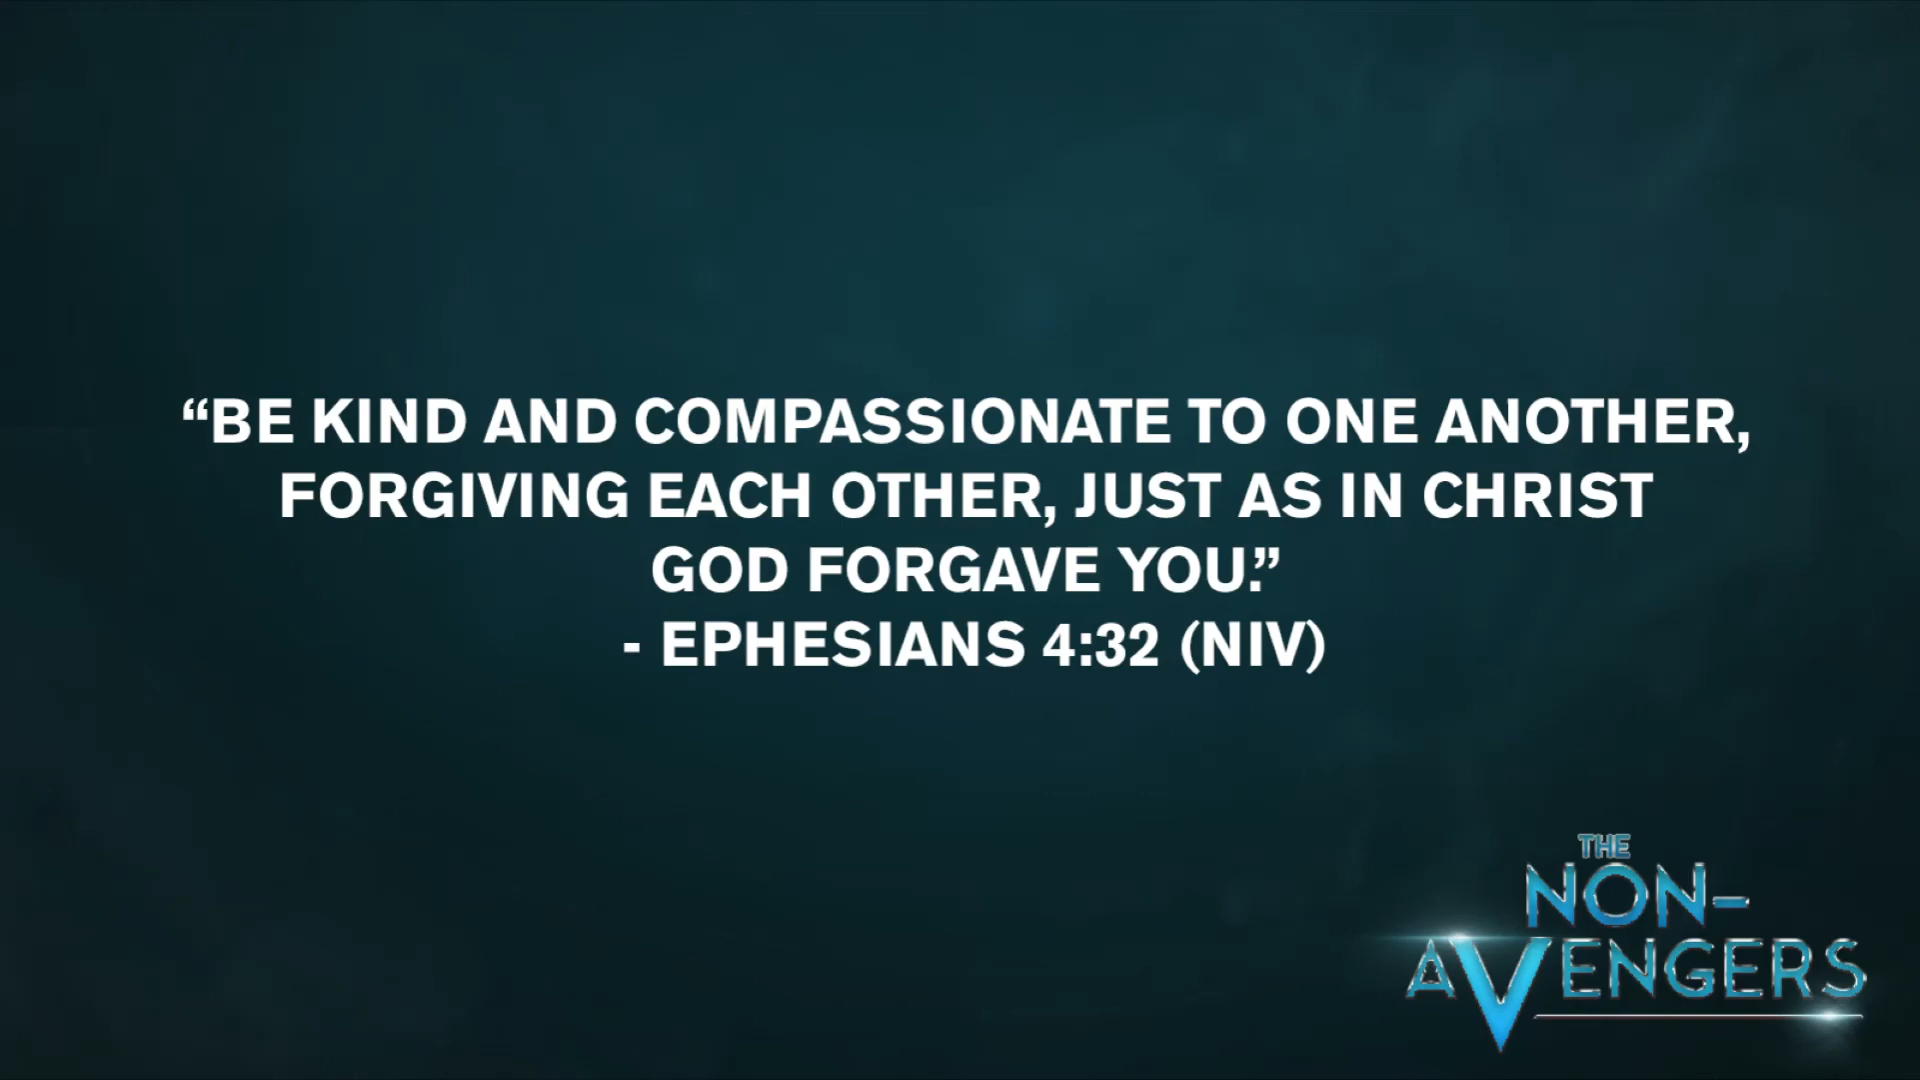 “BE KIND AND COMPASSIONATE TO ONE ANOTHER,
FORGIVING EACH OTHER, JUST AS IN CHRIST
GOD FORGAVE YOU.”
- EPHESIANS 4:32 (NIV)
THE
NON-
AVENGERS